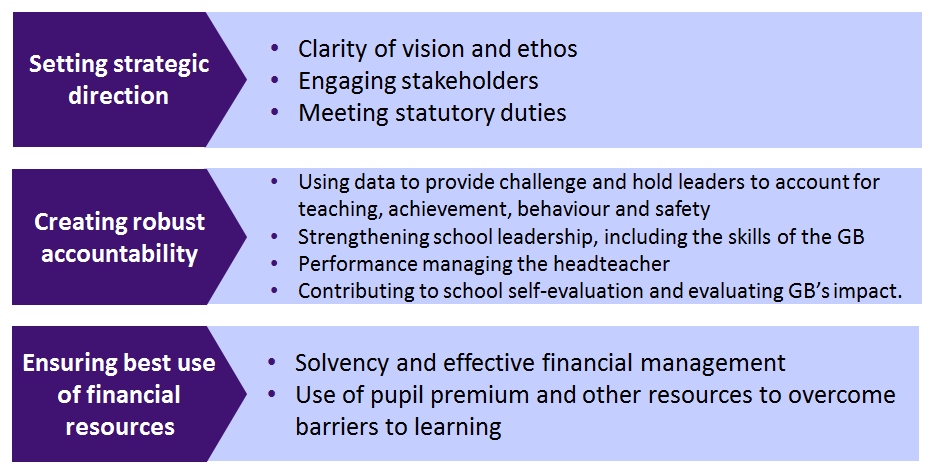 Setting strategic
direction
• Clarity of vision and ethos
• Engaging stakeholders
• Meeting statutory duties
Creating robust
accountability
• Using data to provide challenge and hold leaders to account for
teaching, achievement, behaviour and safety
• Strengthening school leadership, including the skills of the GB
• Performance managing the headteacher
• Contributing to school self-evaluation and evaluating GB’s impact.
Ensuring best use
of financial
resources
• Solvency and effective financial management
• Use of pupil premium and other resources to overcome
barriers to learning